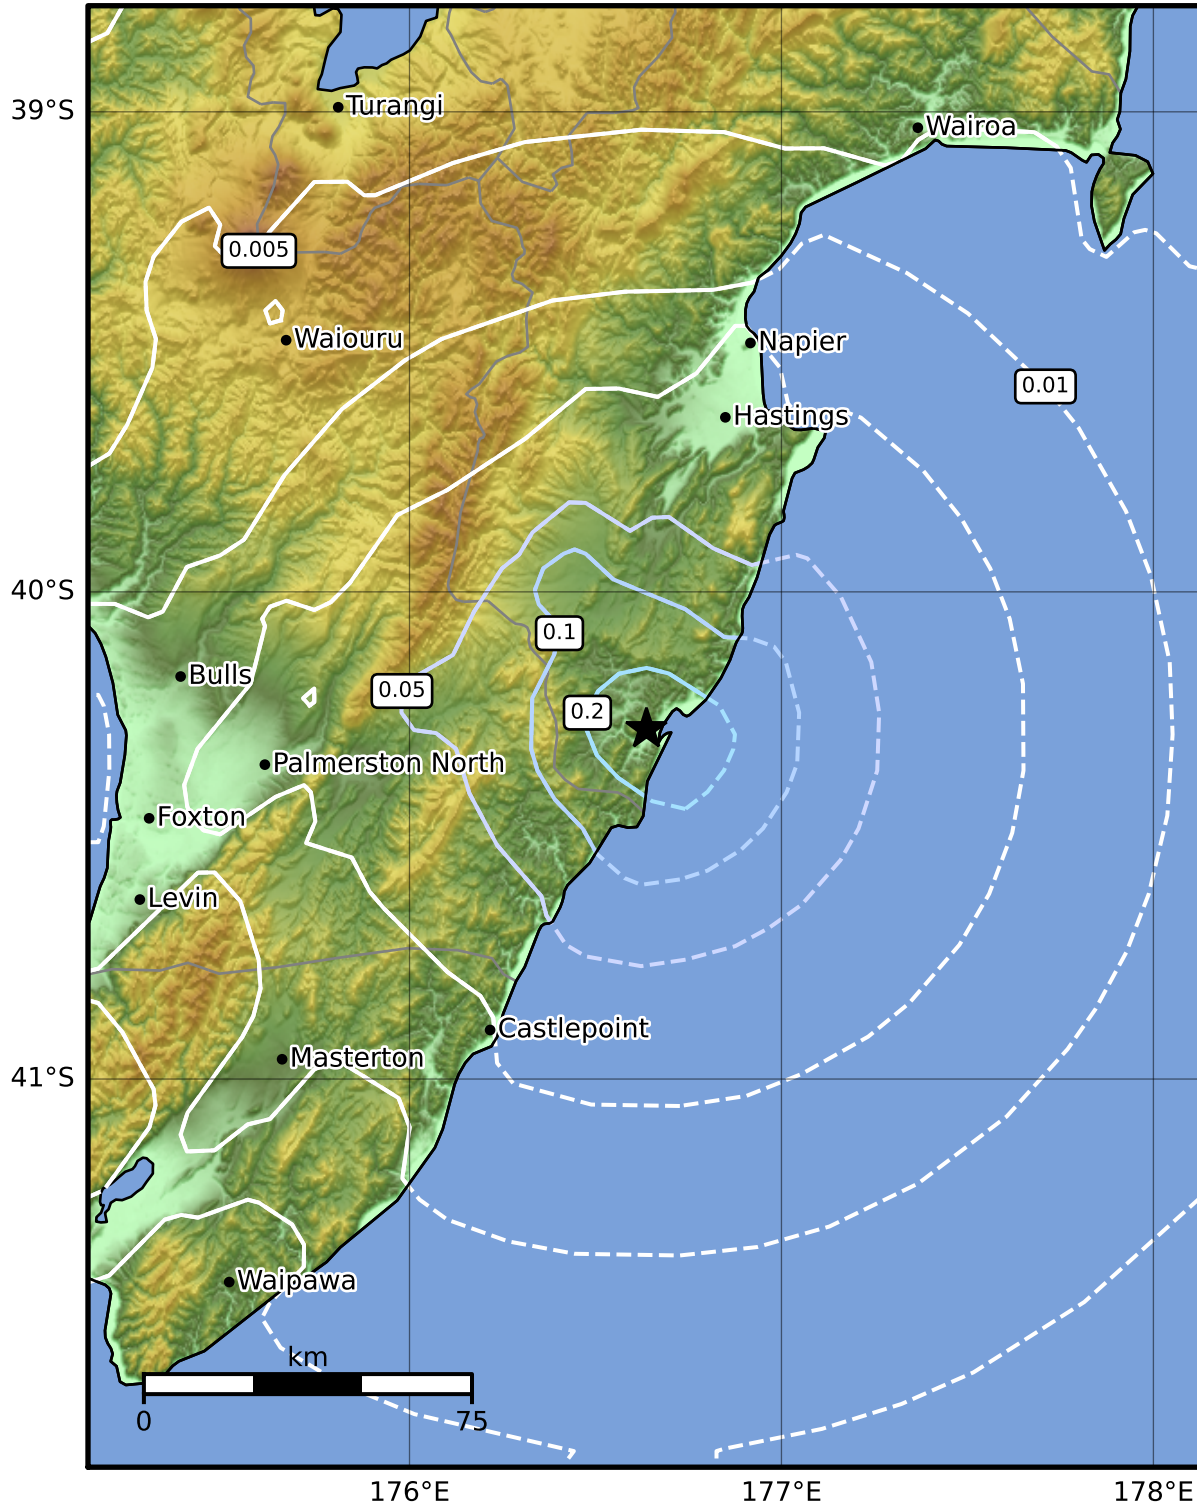 39°S
Turangi
Wairoa
0.005
Waiouru
Napier
0.01
Hastings
40°S
0.1
Bulls
0.05
0.2
Palmerston North
Foxton
Levin
Castlepoint
Masterton
41°S
Waipawa
km
0
75
176°E
177°E
178°E